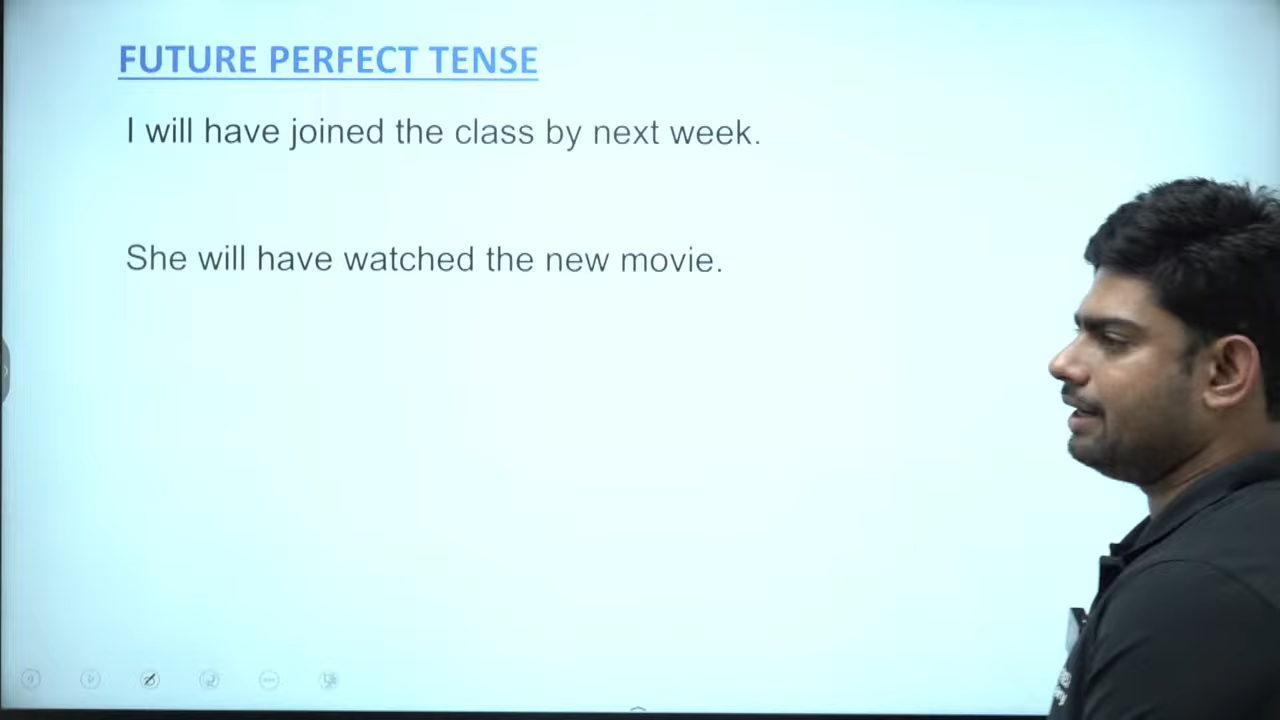 FUTURE PERFECT TENSE
I will have joined the class by next week.
She will have watched the new movie.